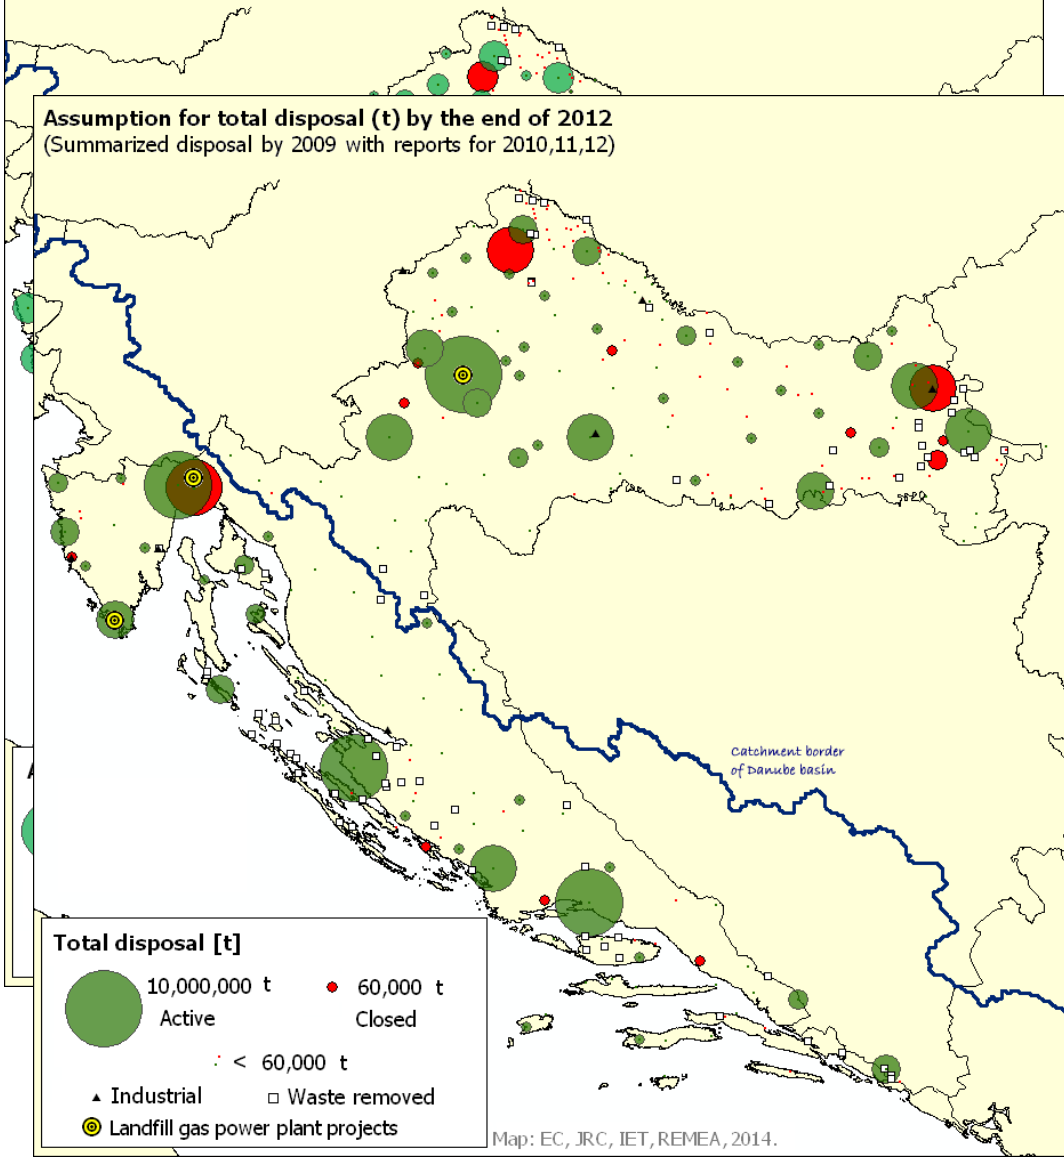 Assumption for total disposal (t) by the end of 2012
(Summarized disposal by 2009 with reports for 2010,11,12)
Catchment border
of Danube basin
Total disposal [t]
10,000,000 t
Active
60,000 t
Closed
< 60,000 t
Industrial
Waste removed
Landfill gas power plant projects
Map: EC, JRC, IET, REMEA, 2014.